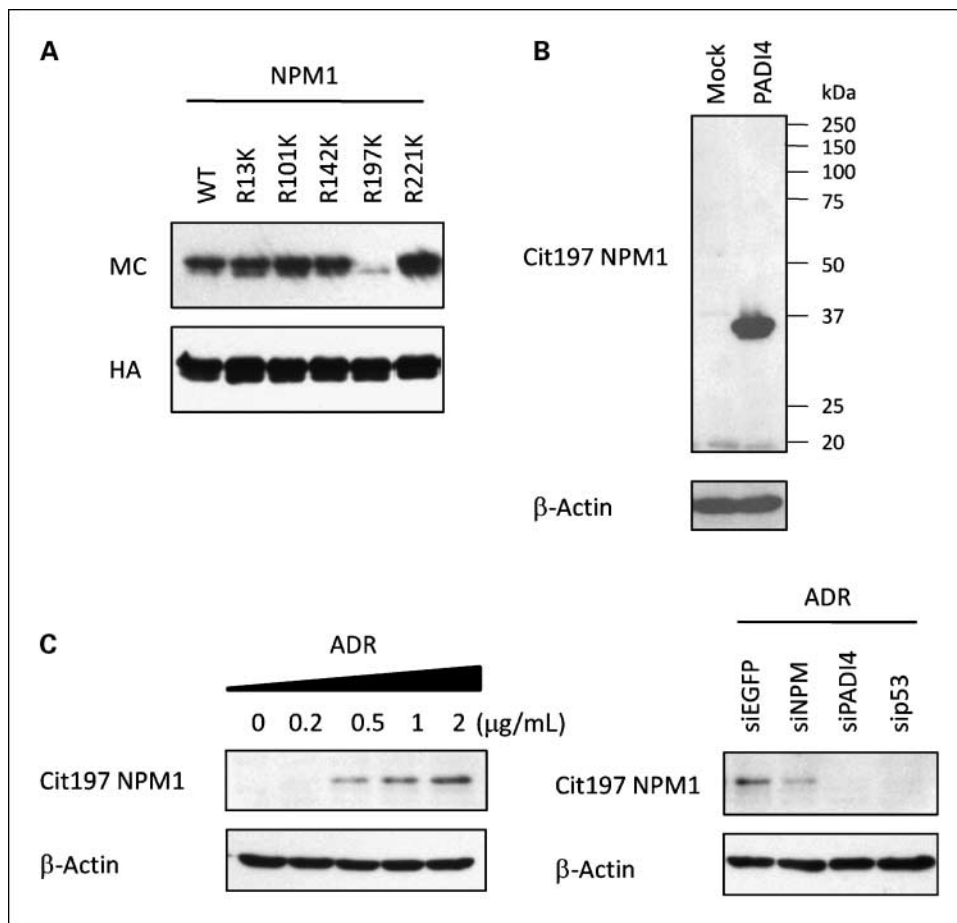 A
NPM1
WT
R13K
R101K
R142K
R197K
R221K
MC
HA
B
Mock
PADI4
kDa
250
150
100
75
50
37
25
20
Cit197 NPM1
β-Actin
C
ADR
0 0.2 0.5 1 2 (μg/mL)
Cit197 NPM1
β-Actin
ADR
siEGFP
siNPM
siPADI4
sip53
Cit197 NPM1
β-Actin